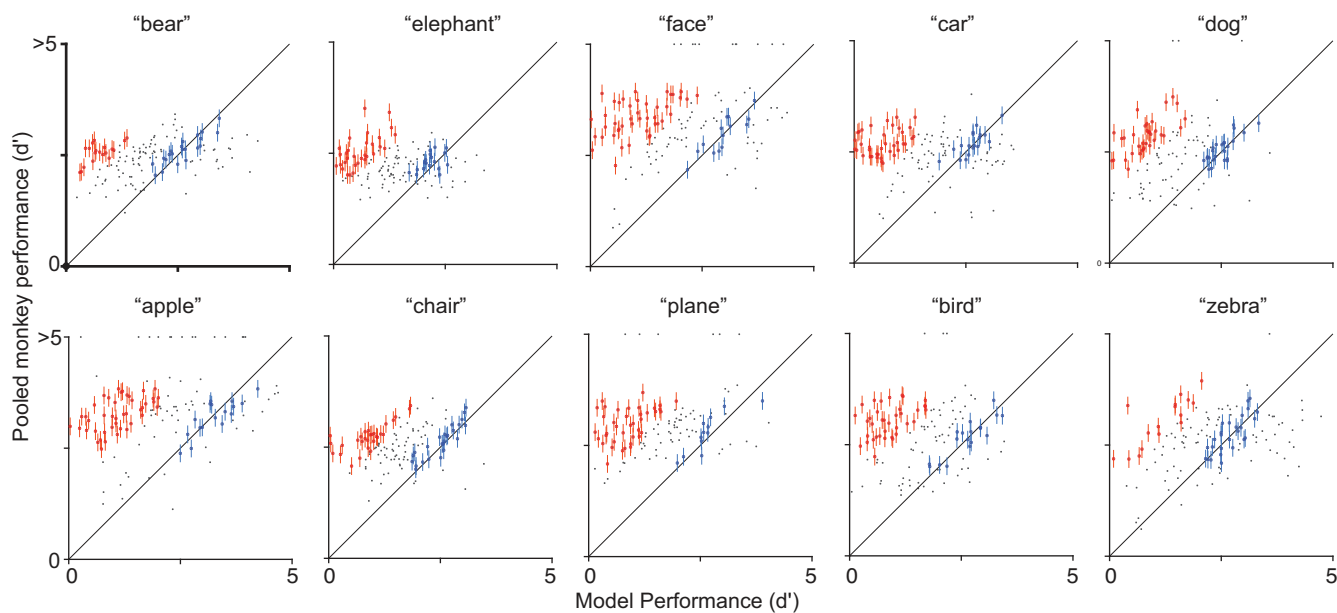 “bear” “elephant” “face” “car” “dog”
>5
0
0
“apple” “chair” “plane” “bird” “zebra”
>5
0
0 5 0 5 0 5 0 5 0 5
Pooled monkey performance (d')
Model Performance (d')